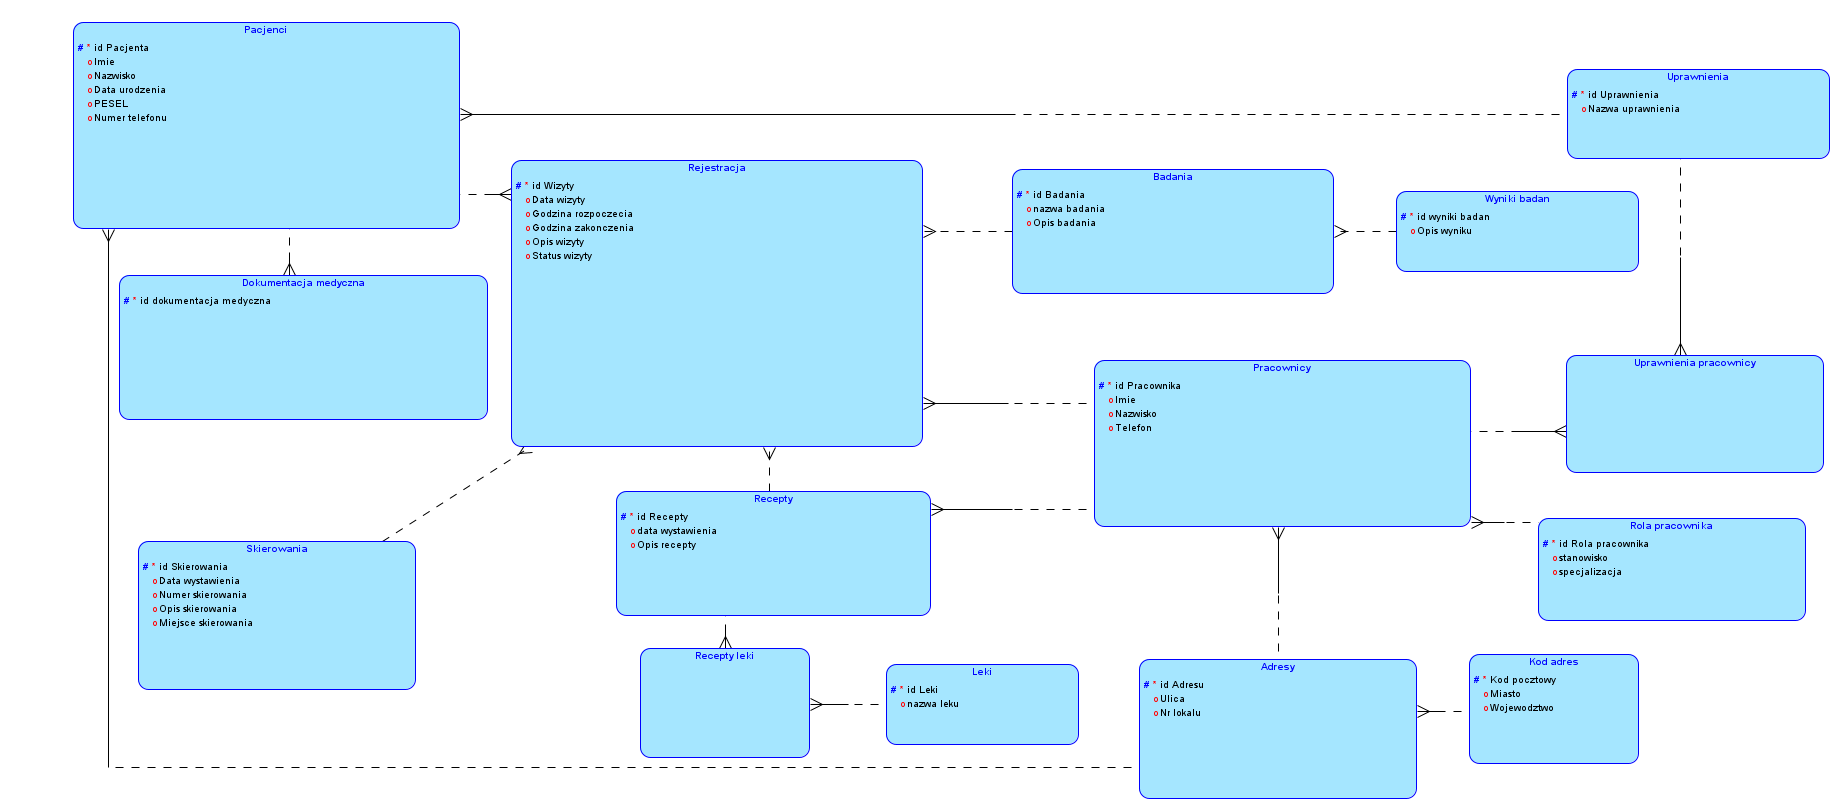 Pacjenci
# * id Pacjenta
o Imie
o Nazwisko
o Data urodzenia
o PESEL
o Numer telefonu
Uprawnienia
# * id Uprawnienia
o Nazwa uprawnienia
Rejestracja
# * id Wizyty
o Data wizyty
o Godzina rozpoczecia
o Godzina zakonczenia
o Opis wizyty
o Status wizyty
Badania
# * id Badania
o nazwa badania
o Opis badania
Wyniki badan
# * id wyniki badan
o Opis wyniku
Dokumentacja medyczna
# * id dokumentacja medyczna
Pracownicy
# * id Pracownika
o Imie
o Nazwisko
o Telefon
Uprawnienia pracownicy
Recepty
# * id Recepty
o data wystawienia
o Opis recepty
Rola pracownika
# * id Rola pracownika
o stanowisko
o specjalizacja
Skierowania
# * id Skierowania
o Data wystawienia
o Numer skierowania
o Opis skierowania
o Miejsce skierowania
Recepty leki
Leki
# * id Leki
o nazwa leku
Adresy
# * id Adresu
o Ulica
o Nr lokalu
Kod adres
# * Kod pocztowy
o Miasto
o Wojewodztwo